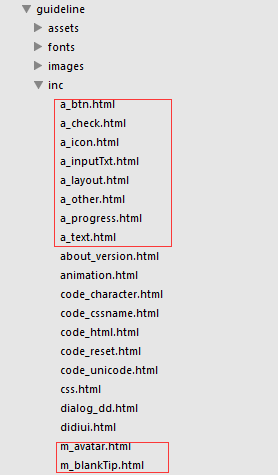 guideline
assets
fonts
images
inc
a_btn.html
a_check.html
a_icon.html
a_inputTxt.html
a_layout.html
a_other.html
a_progress.html
a_text.html
about_version.html
animation.html
code_character.html
code_cssname.html
code_html.html
code_reset.html
code_unicode.html
css.html
dialog_dd.html
didiui.html
m_avatar.html
m_blankTip.html